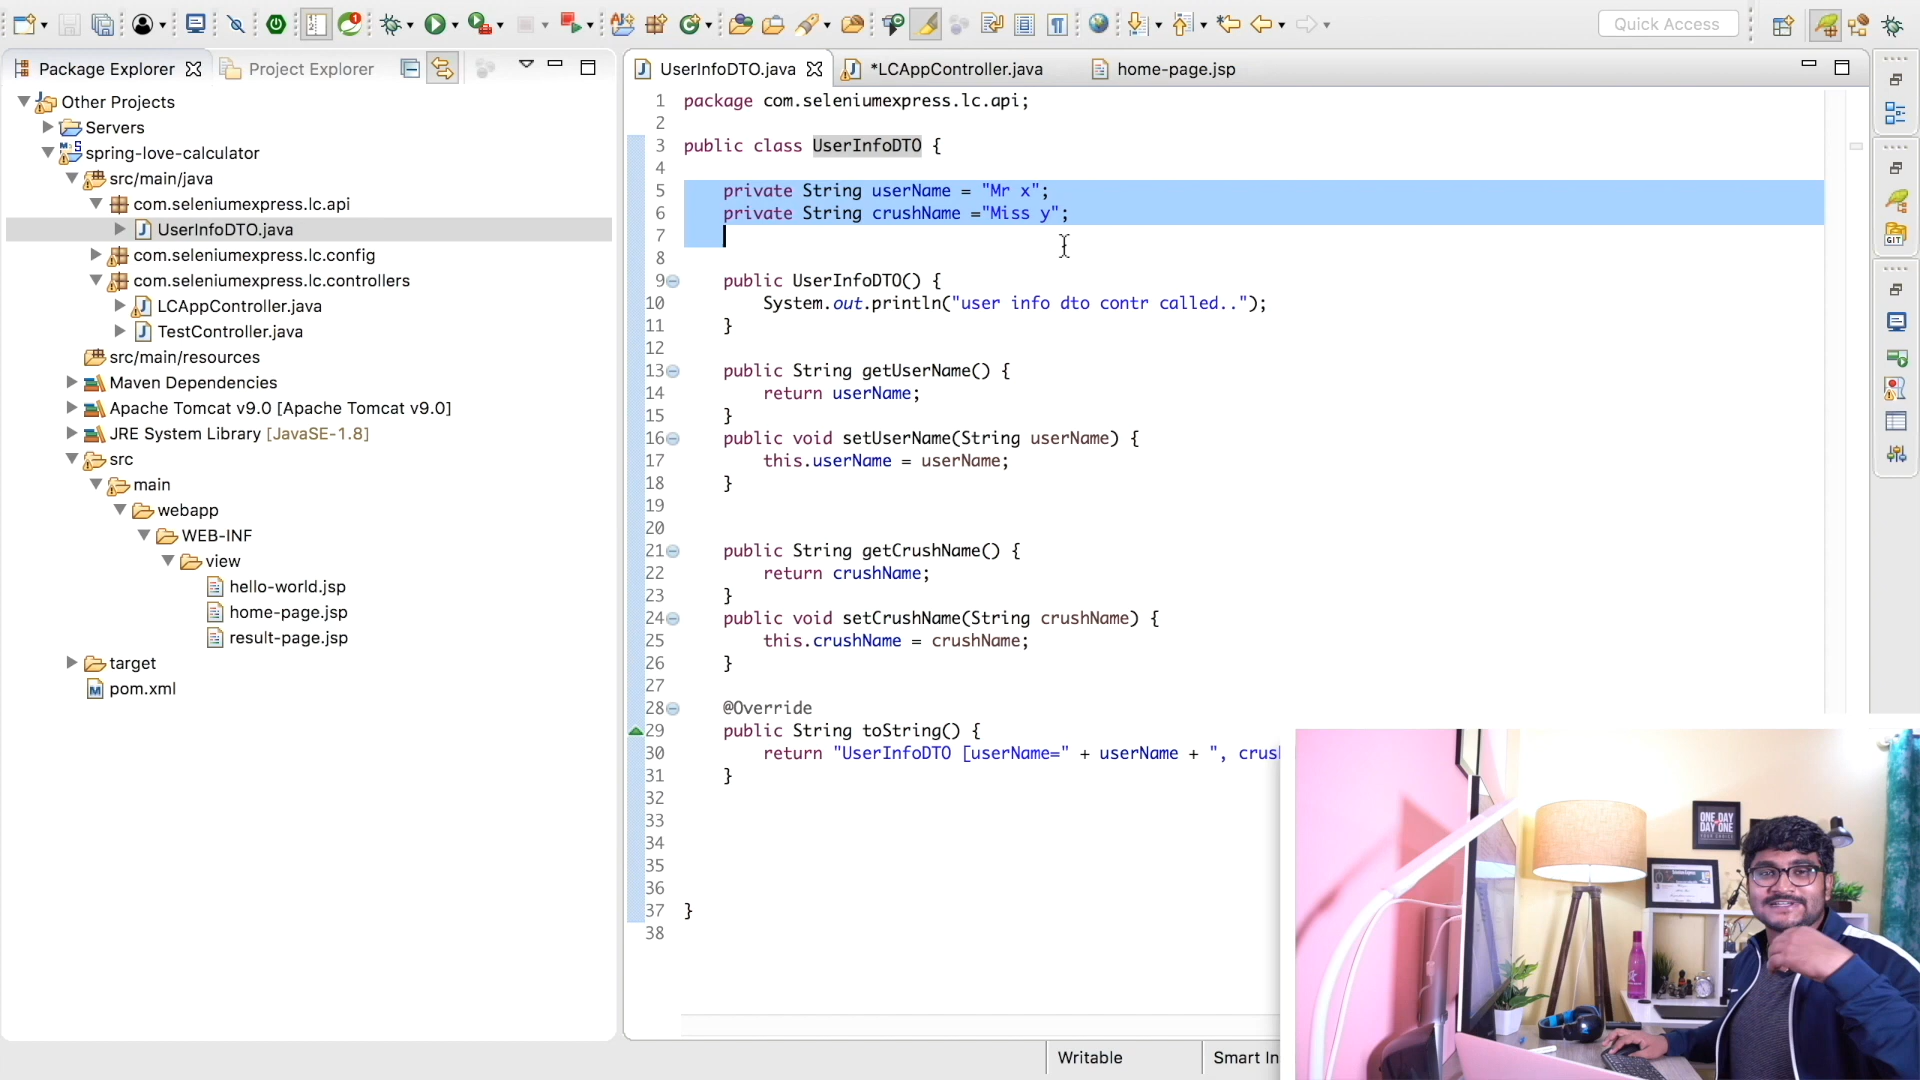 Quick Access
Package Explorer
Project Explorer
Other Projects
Servers
spring-love-calculator
src/main/java
com.seleniumexpress.lc.api
UserInfoDTO.java
com.seleniumexpress.lc.config
com.seleniumexpress.lc.controllers
LCAppController.java
TestController.java
src/main/resources
Maven Dependencies
Apache Tomcat v9.0 [Apache Tomcat v9.0]
JRE System Library [JavaSE-1.8]
src
main
webapp
WEB-INF
view
hello-world.jsp
home-page.jsp
result-page.jsp
target
pom.xml
UserInfoDTO.java
*LCAppController.java
home-page.jsp
1 package com.seleniumexpress.lc.api;
2
3 public class UserInfoDTO {
4
5 private String userName = "Mr x";
6 private String crushName ="Miss y";
7
8
9 public UserInfoDTO() {
10 System.out.println("user info dto contr called..");
11 }
12
13 public String getUserName() {
14 return userName;
15 }
16 public void setUserName(String userName) {
17 this.userName = userName;
18 }
19
20
21 public String getCrushName() {
22 return crushName;
23 }
24 public void setCrushName(String crushName) {
25 this.crushName = crushName;
26 }
27
28 @Override
29 public String toString() {
30 return "UserInfoDTO [userName=" + userName + ", crus
31 }
32
33
34
35
36
37 }
38
Writable
Smart In
GIT
ONE DAY
DAY ONE